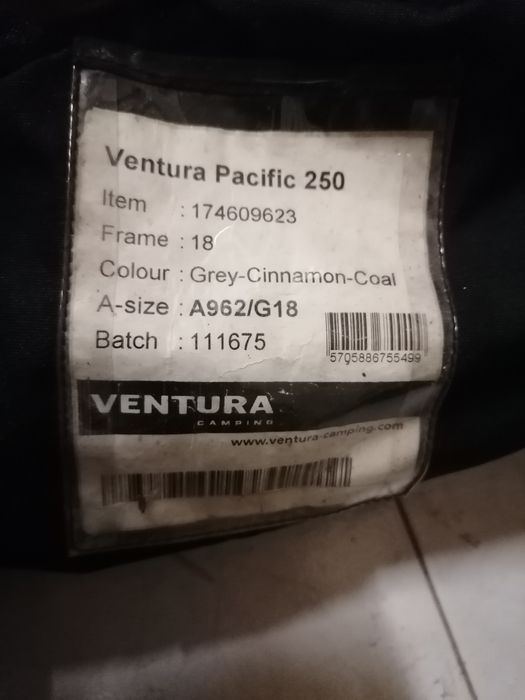 Ventura Pacific 250
Item : 174609623
Frame : 18
Colour : Grey-Cinnamon-Coal
A-size : A962/G18
Batch : 111675
5705886755499
VENTURA
CAMPING
www.ventura-camping.com